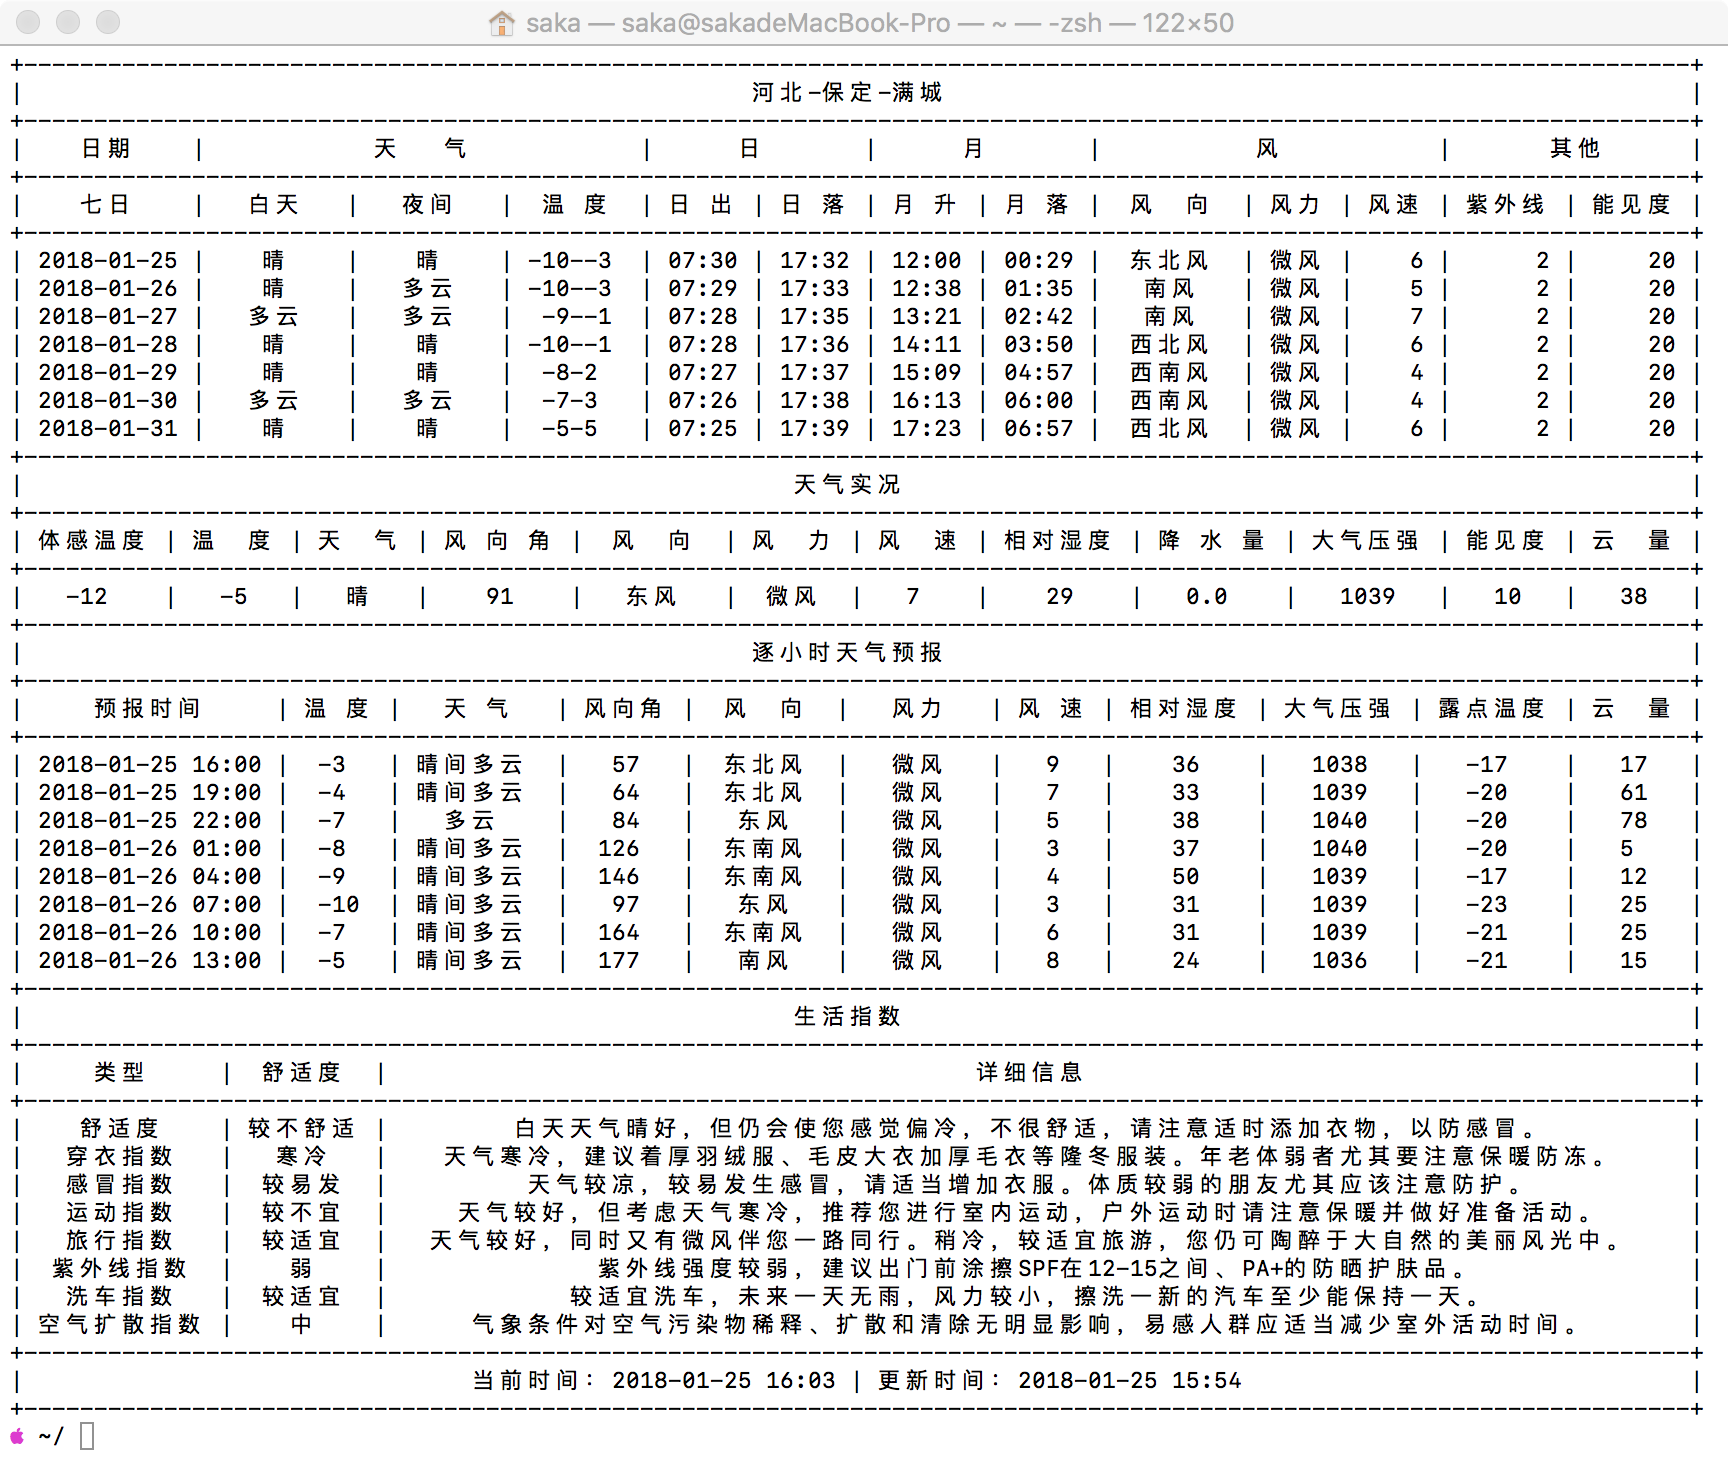 saka — saka@sakadeMacBook-Pro — ~ — -zsh — 122×50
河北-保定-满城
| 日期 | 天 气 | 日 | 月 | 风 | 其他 |
| 七日 | 白天 | 夜间 | 温 度 | 日 出 | 日 落 | 月 升 | 月 落 | 风 向 | 风力 | 风速 | 紫外线 | 能见度 |
| 2018-01-25 | 晴 | 晴 | -10--3 | 07:30 | 17:32 | 12:00 | 00:29 | 东北风 | 微风 | 6 | 2 | 20 |
| 2018-01-26 | 晴 | 多云 | -10--3 | 07:29 | 17:33 | 12:38 | 01:35 | 南风 | 微风 | 5 | 2 | 20 |
| 2018-01-27 | 多云 | 多云 | -9--1 | 07:28 | 17:35 | 13:21 | 02:42 | 南风 | 微风 | 7 | 2 | 20 |
| 2018-01-28 | 晴 | 晴 | -10--1 | 07:28 | 17:36 | 14:11 | 03:50 | 西北风 | 微风 | 6 | 2 | 20 |
| 2018-01-29 | 晴 | 晴 | -8-2 | 07:27 | 17:37 | 15:09 | 04:57 | 西南风 | 微风 | 4 | 2 | 20 |
| 2018-01-30 | 多云 | 多云 | -7-3 | 07:26 | 17:38 | 16:13 | 06:00 | 西南风 | 微风 | 4 | 2 | 20 |
| 2018-01-31 | 晴 | 晴 | -5-5 | 07:25 | 17:39 | 17:23 | 06:57 | 西北风 | 微风 | 6 | 2 | 20 |
天气实况
| 体感温度 | 温 度 | 天 气 | 风 向 角 | 风 向 | 风 力 | 风 速 | 相对湿度 | 降 水 量 | 大气压强 | 能见度 | 云 量 |
| -12 | -5 | 晴 | 91 | 东风 | 微风 | 7 | 29 | 0.0 | 1039 | 10 | 38 |
逐小时天气预报
| 预报时间 | 温 度 | 天 气 | 风向角 | 风 向 | 风力 | 风 速 | 相对湿度 | 大气压强 | 露点温度 | 云 量 |
| 2018-01-25 16:00 | -3 | 晴间多云 | 57 | 东北风 | 微风 | 9 | 36 | 1038 | -17 | 17 |
| 2018-01-25 19:00 | -4 | 晴间多云 | 64 | 东北风 | 微风 | 7 | 33 | 1039 | -20 | 61 |
| 2018-01-25 22:00 | -7 | 多云 | 84 | 东风 | 微风 | 5 | 38 | 1040 | -20 | 78 |
| 2018-01-26 01:00 | -8 | 晴间多云 | 126 | 东南风 | 微风 | 3 | 37 | 1040 | -20 | 5 |
| 2018-01-26 04:00 | -9 | 晴间多云 | 146 | 东南风 | 微风 | 4 | 50 | 1039 | -17 | 12 |
| 2018-01-26 07:00 | -10 | 晴间多云 | 97 | 东风 | 微风 | 3 | 31 | 1039 | -23 | 25 |
| 2018-01-26 10:00 | -7 | 晴间多云 | 164 | 东南风 | 微风 | 6 | 31 | 1039 | -21 | 25 |
| 2018-01-26 13:00 | -5 | 晴间多云 | 177 | 南风 | 微风 | 8 | 24 | 1036 | -21 | 15 |
生活指数
| 类型 | 舒适度 | 详细信息 |
| 舒适度 | 较不舒适 | 白天天气晴好，但仍会使您感觉偏冷，不很舒适，请注意适时添加衣物，以防感冒。 |
| 穿衣指数 | 寒冷 | 天气寒冷，建议着厚羽绒服、毛皮大衣加厚毛衣等隆冬服装。年老体弱者尤其要注意保暖防冻。 |
| 感冒指数 | 较易发 | 天气较凉，较易发生感冒，请适当增加衣服。体质较弱的朋友尤其应该注意防护。 |
| 运动指数 | 较不宜 | 天气较好，但考虑天气寒冷，推荐您进行室内运动，户外运动时请注意保暖并做好准备活动。 |
| 旅行指数 | 较适宜 | 天气较好，同时又有微风伴您一路同行。稍冷，较适宜旅游，您仍可陶醉于大自然的美丽风光中。 |
| 紫外线指数 | 弱 | 紫外线强度较弱，建议出门前涂擦SPF在12-15之间、PA+的防晒护肤品。 |
| 洗车指数 | 较适宜 | 较适宜洗车，未来一天无雨，风力较小，擦洗一新的汽车至少能保持一天。 |
| 空气扩散指数 | 中 | 气象条件对空气污染物稀释、扩散和清除无明显影响，易感人群应适当减少室外活动时间。 |
当前时间：2018-01-25 16:03 | 更新时间：2018-01-25 15:54
~/